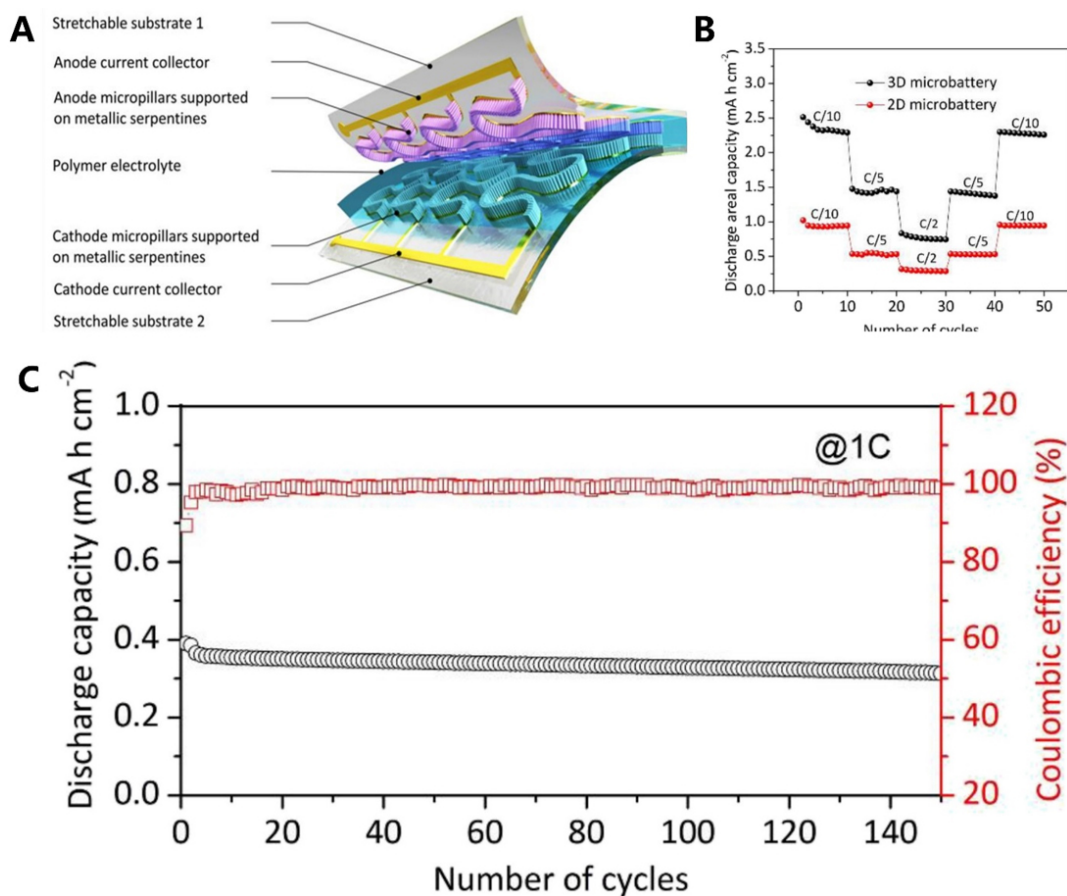 A
Stretchable substrate 1
Anode current collector
Anode micropillars supported
on metallic serpentines
Polymer electrolyte
Cathode micropillars supported
on metallic serpentines
Cathode current collector
Stretchable substrate 2
B
Discharge areal capacity (mA h cm⁻²)
3.5
3.0
2.5
2.0
1.5
1.0
0.5
0.0
3D microbattery
2D microbattery
C/10
C/5
C/2
C/5
C/10
C/10
C/5
C/2
C/5
C/10
0
10
20
30
40
50
Number of cycles
C
Discharge capacity (mA h cm⁻²)
1.0
0.8
0.6
0.4
0.2
0.0
@1C
120
100
80
60
40
20
Coulombic efficiency (%)
0
20
40
60
80
100
120
140
Number of cycles